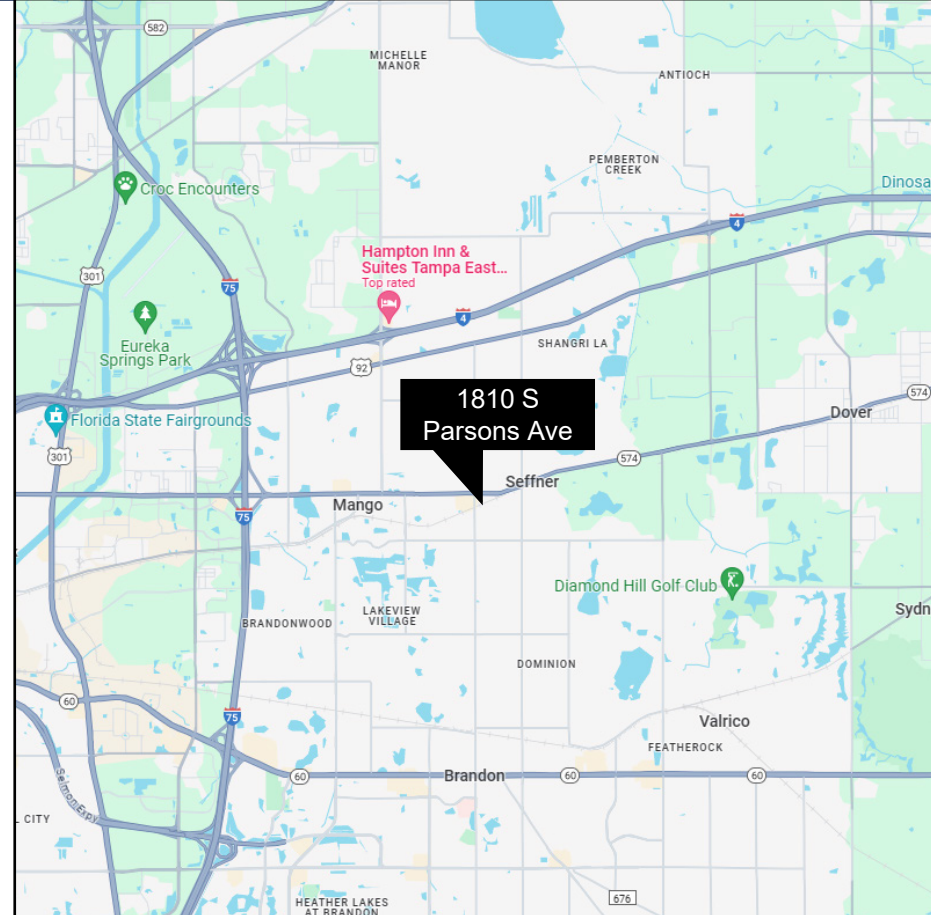 582
MICHELLE
MANOR
ANTIOCH
PEMBERTON
CREEK
Croc Encounters
Dinosa
4
301
Hampton Inn &
Suites Tampa East...
Top rated
75
4
Eureka
Springs Park
SHANGRI LA
92
1810 S
Parsons Ave
574
Dover
Florida State Fairgrounds
301
574
Seffner
Mango
75
Diamond Hill Golf Club
Sydn
LAKEVIEW
VILLAGE
BRANDONWOOD
DOMINION
60
75
Valrico
FEATHEROCK
60
Brandon
60
60
Selmon Expy
L CITY
676
HEATHER LAKES
AT BRANDON